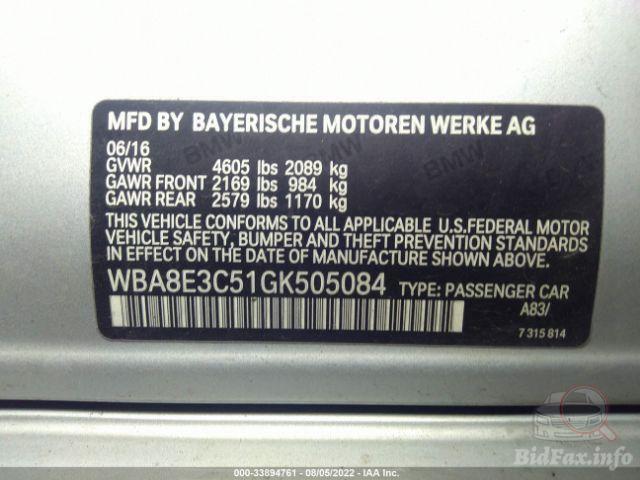 MFD BY BAYERISCHE MOTOREN WERKE AG
06/16
GVWR 4605 lbs 2089 kg
GAWR FRONT 2169 lbs 984 kg
GAWR REAR 2579 lbs 1170 kg
THIS VEHICLE CONFORMS TO ALL APPLICABLE U.S.FEDERAL MOTOR
VEHICLE SAFETY, BUMPER AND THEFT PREVENTION STANDARDS
IN EFFECT ON THE DATE OF MANUFACTURE SHOWN ABOVE.
WBA8E3C51GK505084 TYPE: PASSENGER CAR
A83/
7 315 814
BidFax.info
000-33894761 - 08/05/2022 - IAA Inc.